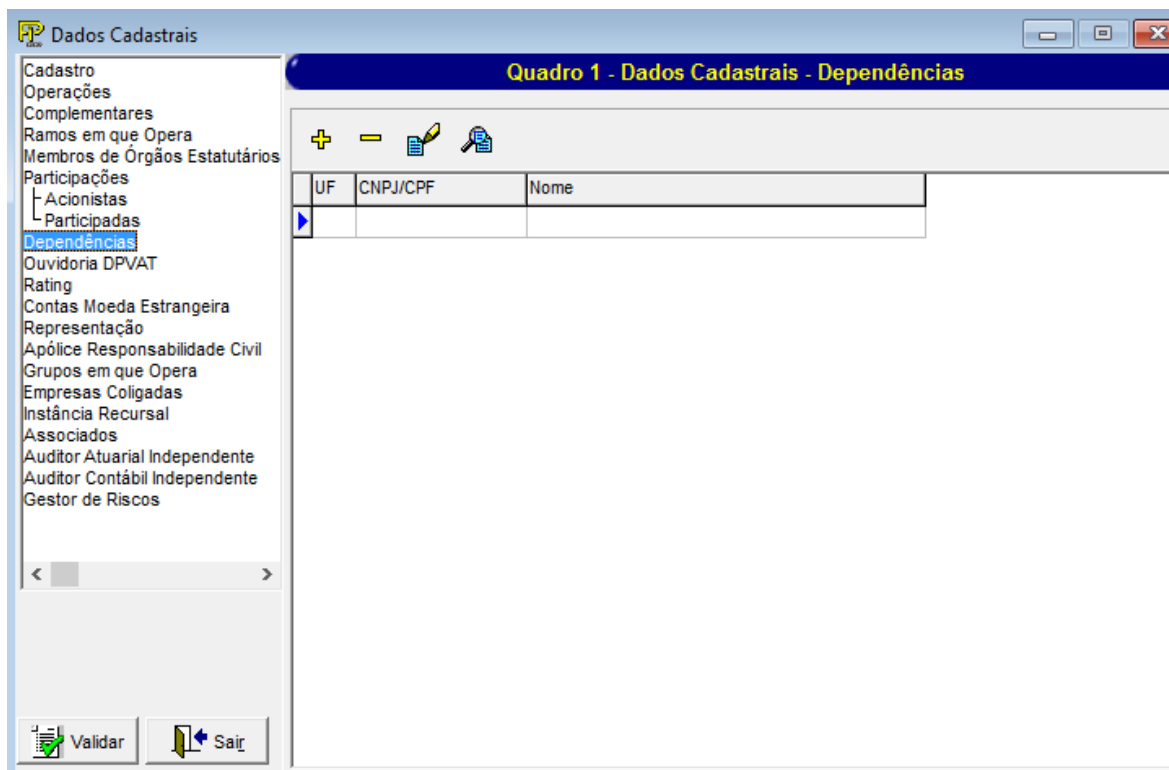 Dados Cadastrais
Cadastro
Operações
Complementares
Ramos em que Opera
Membros de Órgãos Estatutários
Participações
Acionistas
Participadas
Dependências
Ouvidoria DPVAT
Rating
Contas Moeda Estrangeira
Representação
Apólice Responsabilidade Civil
Grupos em que Opera
Empresas Coligadas
Instância Recursal
Associados
Auditor Atuarial Independente
Auditor Contábil Independente
Gestor de Riscos
Validar
Sair
Quadro 1 - Dados Cadastrais - Dependências
UF CNPJ/CPF Nome